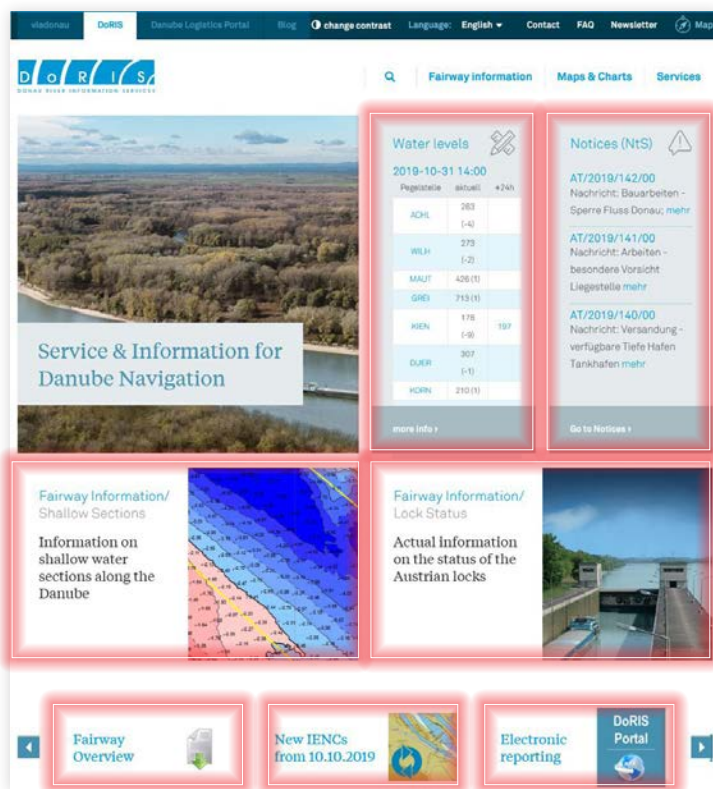 viadonau DoRIS Danube Logistics Portal Blog change contrast Language: English Contact FAQ Newsletter Map
DoRIS
DONAU RIVER INFORMATION SERVICES
Fairway information Maps & Charts Services
Water levels
2019-10-31 14:00
Pegelstelle aktuell +24h
ACHL 263 (-4)
WILH 273 (-2)
MAUT 426 (1)
GREI 713 (1)
KIEN 178 (-9) 197
DUER 307 (-1)
KORN 210 (1)
more info ›
Notices (NtS)
AT/2019/142/00
Nachricht: Bauarbeiten -
Sperre Fluss Donau; mehr
AT/2019/141/00
Nachricht: Arbeiten -
besondere Vorsicht
Liegestelle mehr
AT/2019/140/00
Nachricht: Versandung -
verfügbare Tiefe Hafen
Tankhafen mehr
Go to Notices ›
Service & Information for
Danube Navigation
Fairway Information/
Shallow Sections
Information on
shallow water
sections along the
Danube
Fairway Information/
Lock Status
Actual information
on the status of the
Austrian locks
Fairway
Overview
New IENCs
from 10.10.2019
Electronic
reporting
DoRIS
Portal